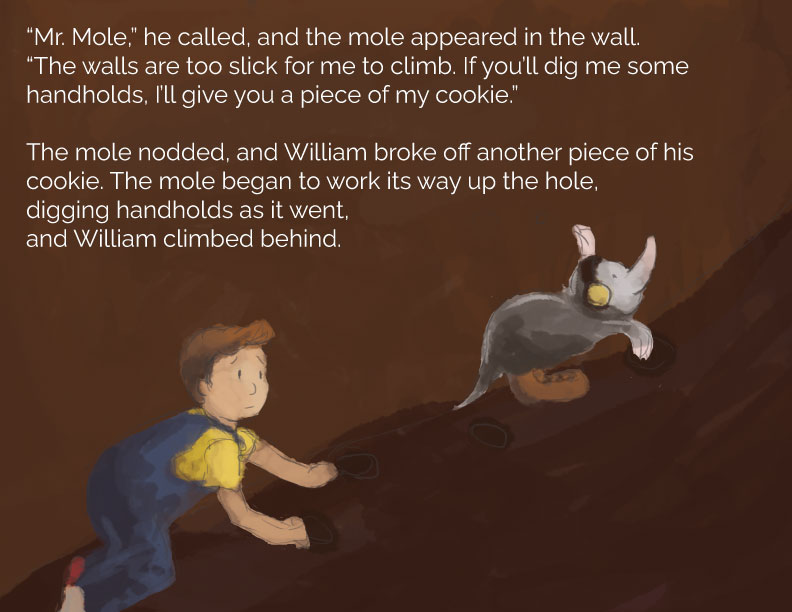 “Mr. Mole,” he called, and the mole appeared in the wall.
“The walls are too slick for me to climb. If you’ll dig me some
handholds, I’ll give you a piece of my cookie.”
The mole nodded, and William broke off another piece of his
cookie. The mole began to work its way up the hole,
digging handholds as it went,
and William climbed behind.